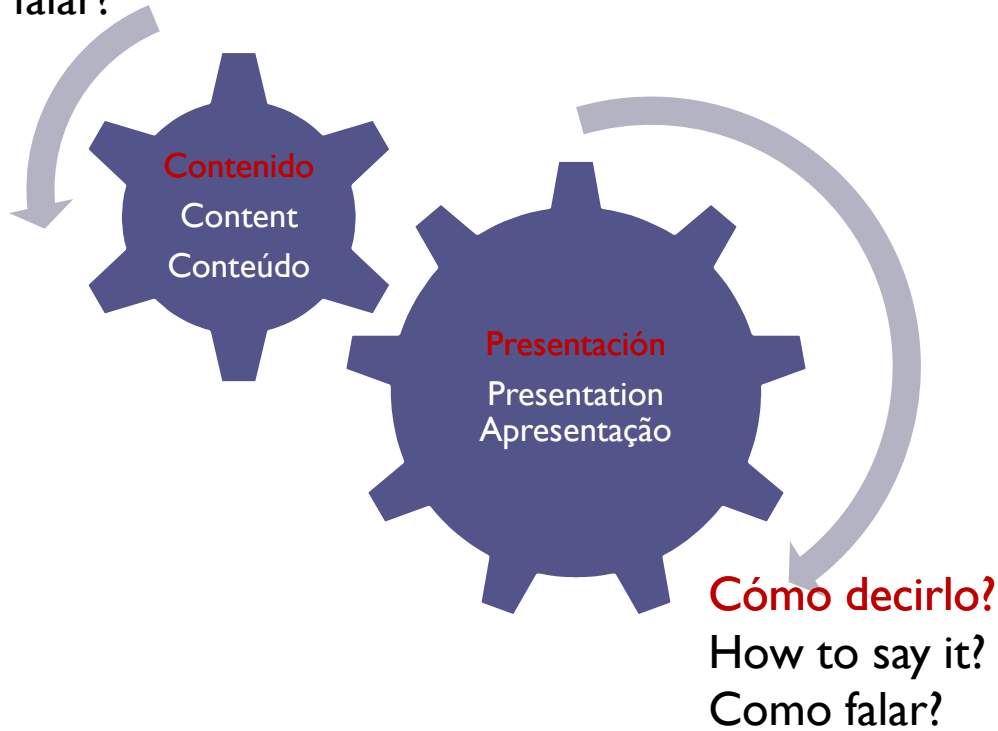 falar?
Contenido
Content
Conteúdo
Presentación
Presentation
Apresentação
Cómo decirlo?
How to say it?
Como falar?